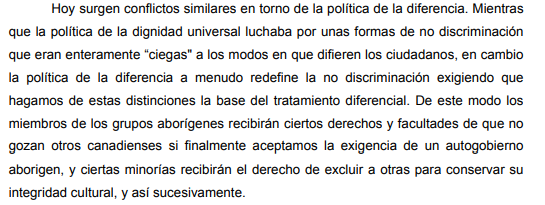 Hoy surgen conflictos similares en torno de la política de la diferencia. Mientras
que la política de la dignidad universal luchaba por unas formas de no discriminación
que eran enteramente “ciegas" a los modos en que difieren los ciudadanos, en cambio
la política de la diferencia a menudo redefine la no discriminación exigiendo que
hagamos de estas distinciones la base del tratamiento diferencial. De este modo los
miembros de los grupos aborígenes recibirán ciertos derechos y facultades de que no
gozan otros canadienses si finalmente aceptamos la exigencia de un autogobierno
aborigen, y ciertas minorías recibirán el derecho de excluir a otras para conservar su
integridad cultural, y así sucesivamente.